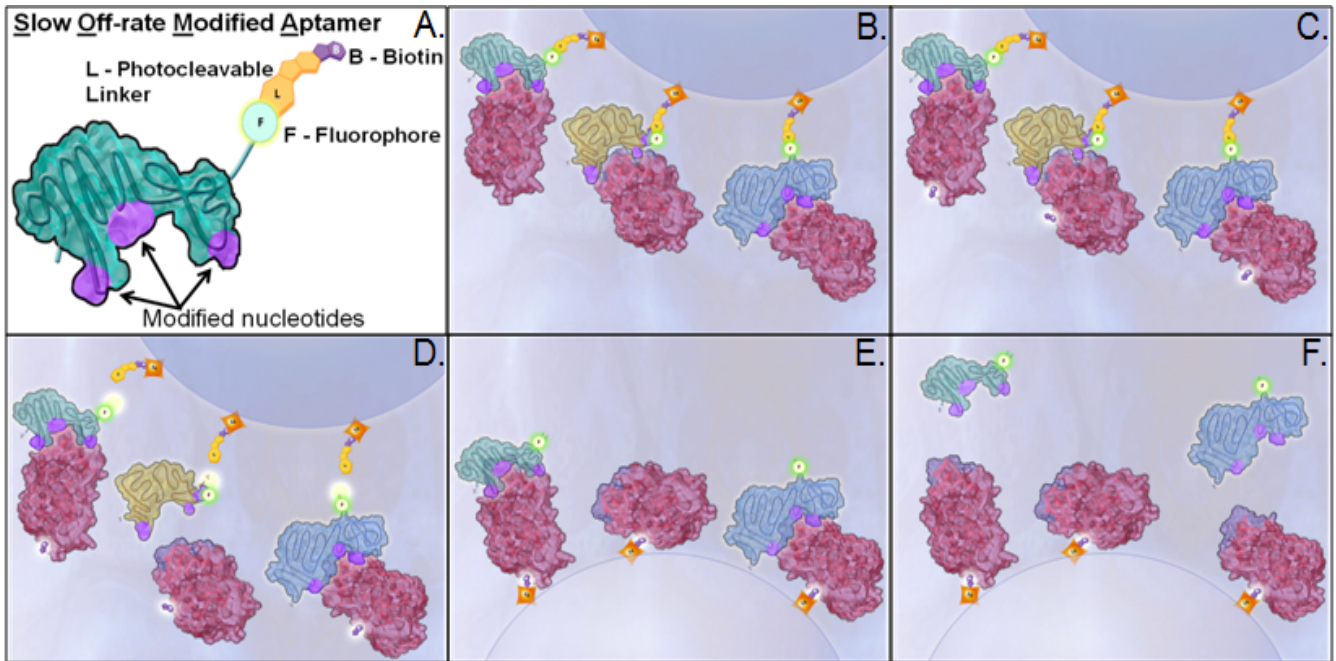 Slow Off-rate Modified Aptamer
A.
B - Biotin
B
L - Photocleavable
Linker
L
F
F - Fluorophore
Modified nucleotides
B.
F
L
F
L
F
L
C.
F
L
F
L
F
L
D.
L
F
L
F
L
F
E.
F
F
F.
F
F